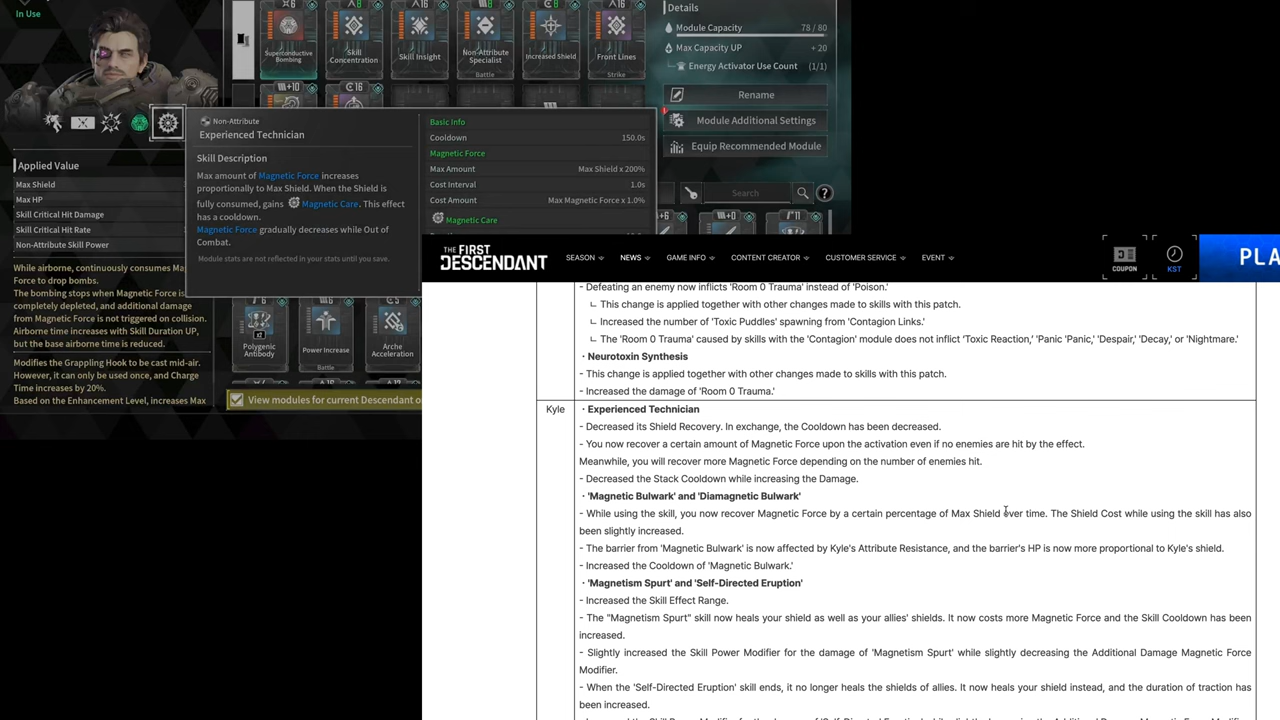 In Use
×6
∧8
∧16
8
C8
∧16
Superconductive
Bombing
Skill
Concentration
Skill Insight
Non-Attribute
Specialist
Battle
Increased Shield
Front Lines
Strike
+10
C16
Details
Module Capacity 78 / 80
Max Capacity UP + 20
Energy Activator Use Count (1/1)
Rename
Module Additional Settings
Equip Recommended Module
Search
?
+6
+0
11
Non-Attribute
Experienced Technician
Skill Description
Max amount of Magnetic Force increases
proportionally to Max Shield. When the Shield is
fully consumed, gains Magnetic Care. This effect
has a cooldown.
Magnetic Force gradually decreases while Out of
Combat.
Module stats are not reflected in your stats until you save.
Basic Info
Cooldown 150.0s
Magnetic Force
Max Amount Max Shield x 200%
Cost Interval 1.0s
Cost Amount Max Magnetic Force x 1.0%
Magnetic Care
Applied Value
Max Shield
Max HP
Skill Critical Hit Damage
Skill Critical Hit Rate
Non-Attribute Skill Power
While airborne, continuously consumes Mag
Force to drop bombs.
The bombing stops when Magnetic Force is
completely depleted, and additional damage
from Magnetic Force is not triggered on collision.
Airborne time increases with Skill Duration UP,
but the base airborne time is reduced.
Modifies the Grappling Hook to be cast mid-air.
However, it can only be used once, and Charge
Time increases by 20%.
Based on the Enhancement Level, increases Max
x2
Polygenic
Antibody
Power Increase
Battle
Arche
Acceleration
View modules for current Descendant o
THE FIRST
DESCENDANT
SEASON NEWS GAME INFO CONTENT CREATOR CUSTOMER SERVICE EVENT
COUPON
KST
PLA
- Defeating an enemy now inflicts 'Room 0 Trauma' instead of 'Poison.'
ㄴ This change is applied together with other changes made to skills with this patch.
ㄴ Increased the number of 'Toxic Puddles' spawning from 'Contagion Links.'
ㄴ The 'Room 0 Trauma' caused by skills with the 'Contagion' module does not inflict 'Toxic Reaction,' 'Panic Panic,' 'Despair,' 'Decay,' or 'Nightmare.'
· Neurotoxin Synthesis
- This change is applied together with other changes made to skills with this patch.
- Increased the damage of 'Room 0 Trauma.'
Kyle
· Experienced Technician
- Decreased its Shield Recovery. In exchange, the Cooldown has been decreased.
- You now recover a certain amount of Magnetic Force upon the activation even if no enemies are hit by the effect.
Meanwhile, you will recover more Magnetic Force depending on the number of enemies hit.
- Decreased the Stack Cooldown while increasing the Damage.
· 'Magnetic Bulwark' and 'Diamagnetic Bulwark'
- While using the skill, you now recover Magnetic Force by a certain percentage of Max Shield over time. The Shield Cost while using the skill has also
been slightly increased.
- The barrier from 'Magnetic Bulwark' is now affected by Kyle's Attribute Resistance, and the barrier's HP is now more proportional to Kyle's shield.
- Increased the Cooldown of 'Magnetic Bulwark.'
· 'Magnetism Spurt' and 'Self-Directed Eruption'
- Increased the Skill Effect Range.
- The "Magnetism Spurt" skill now heals your shield as well as your allies' shields. It now costs more Magnetic Force and the Skill Cooldown has been
increased.
- Slightly increased the Skill Power Modifier for the damage of 'Magnetism Spurt' while slightly decreasing the Additional Damage Magnetic Force
Modifier.
- When the 'Self-Directed Eruption' skill ends, it no longer heals the shields of allies. It now heals your shield instead, and the duration of traction has
been increased.